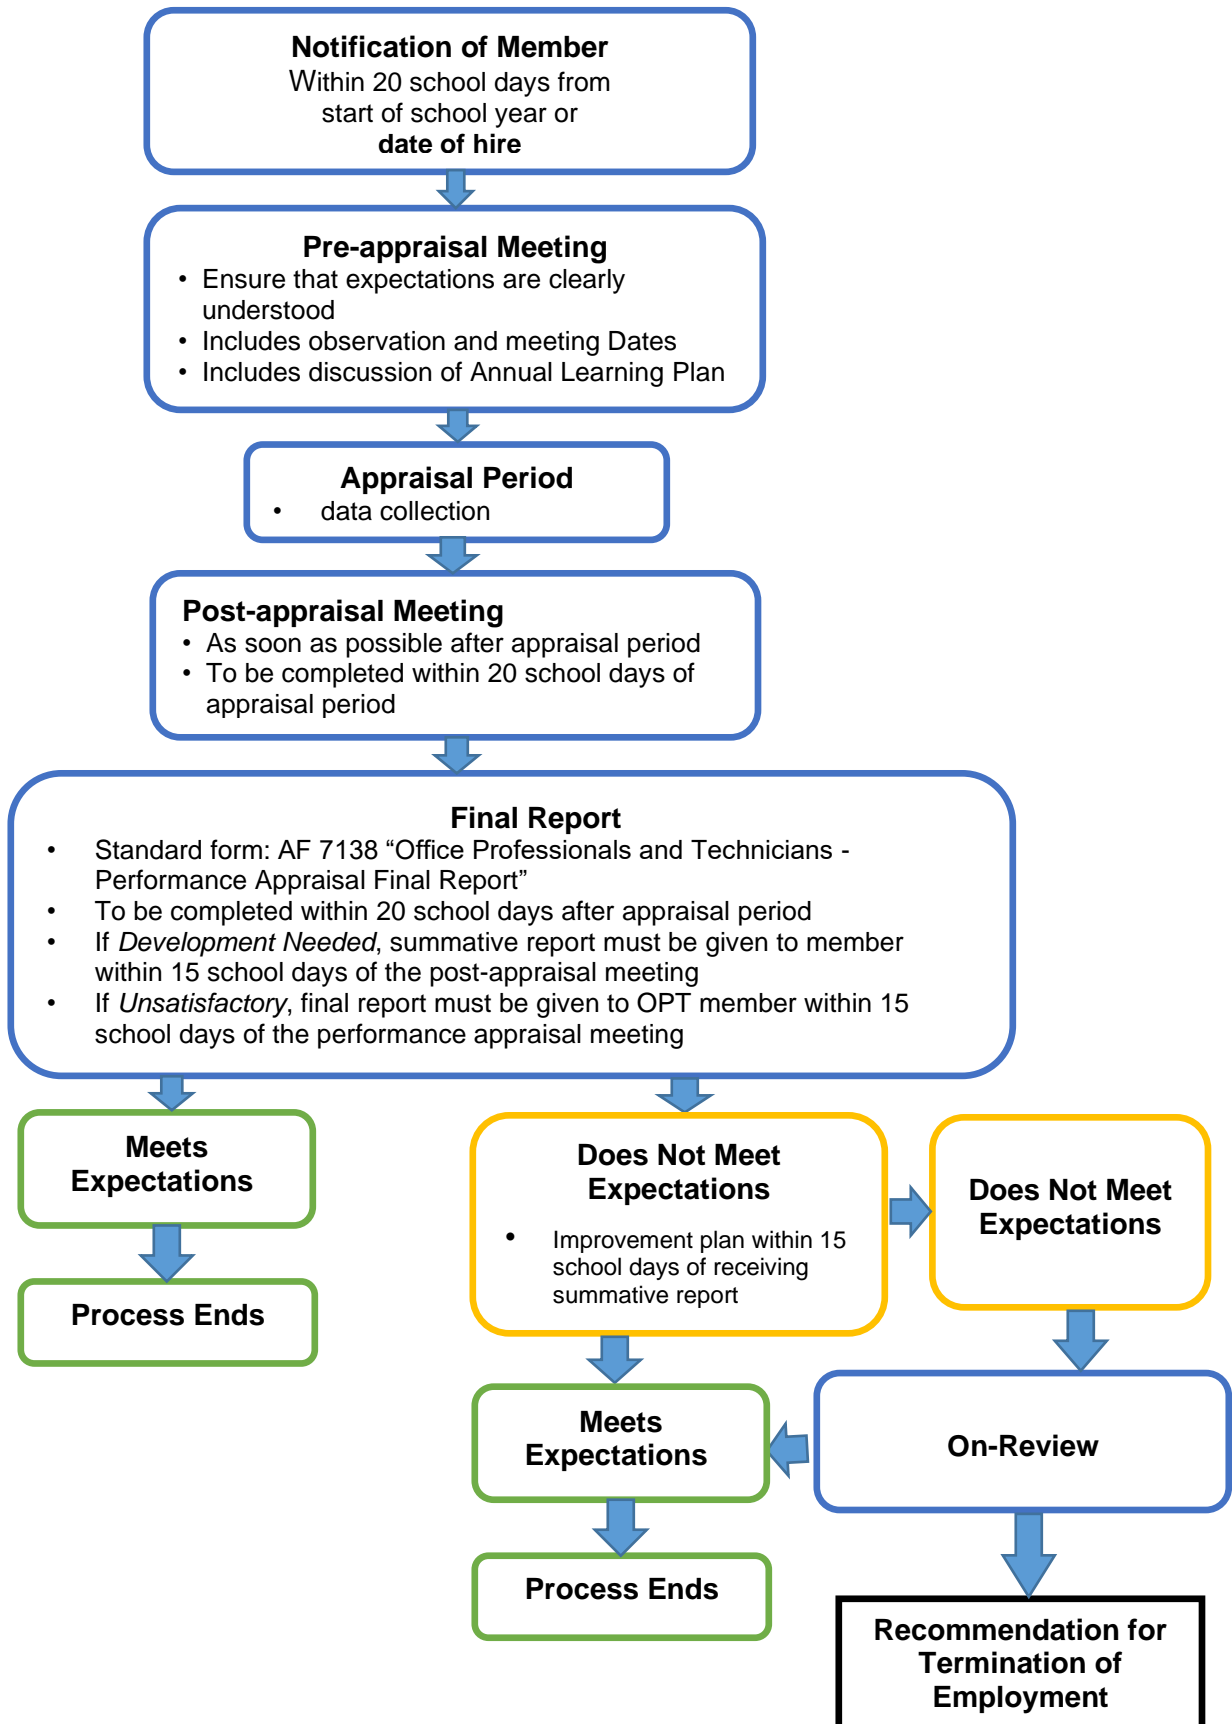 Notification of Member
Within 20 school days from
start of school year or
date of hire
Pre-appraisal Meeting
• Ensure that expectations are clearly
understood
• Includes observation and meeting Dates
• Includes discussion of Annual Learning Plan
Appraisal Period
• data collection
Post-appraisal Meeting
• As soon as possible after appraisal period
• To be completed within 20 school days of
appraisal period
Final Report
• Standard form: AF 7138 “Office Professionals and Technicians -
Performance Appraisal Final Report”
• To be completed within 20 school days after appraisal period
• If Development Needed, summative report must be given to member
within 15 school days of the post-appraisal meeting
• If Unsatisfactory, final report must be given to OPT member within 15
school days of the performance appraisal meeting
Meets
Expectations
Process Ends
Does Not Meet
Expectations
• Improvement plan within 15
school days of receiving
summative report
Does Not Meet
Expectations
Meets
Expectations
On-Review
Process Ends
Recommendation for
Termination of
Employment